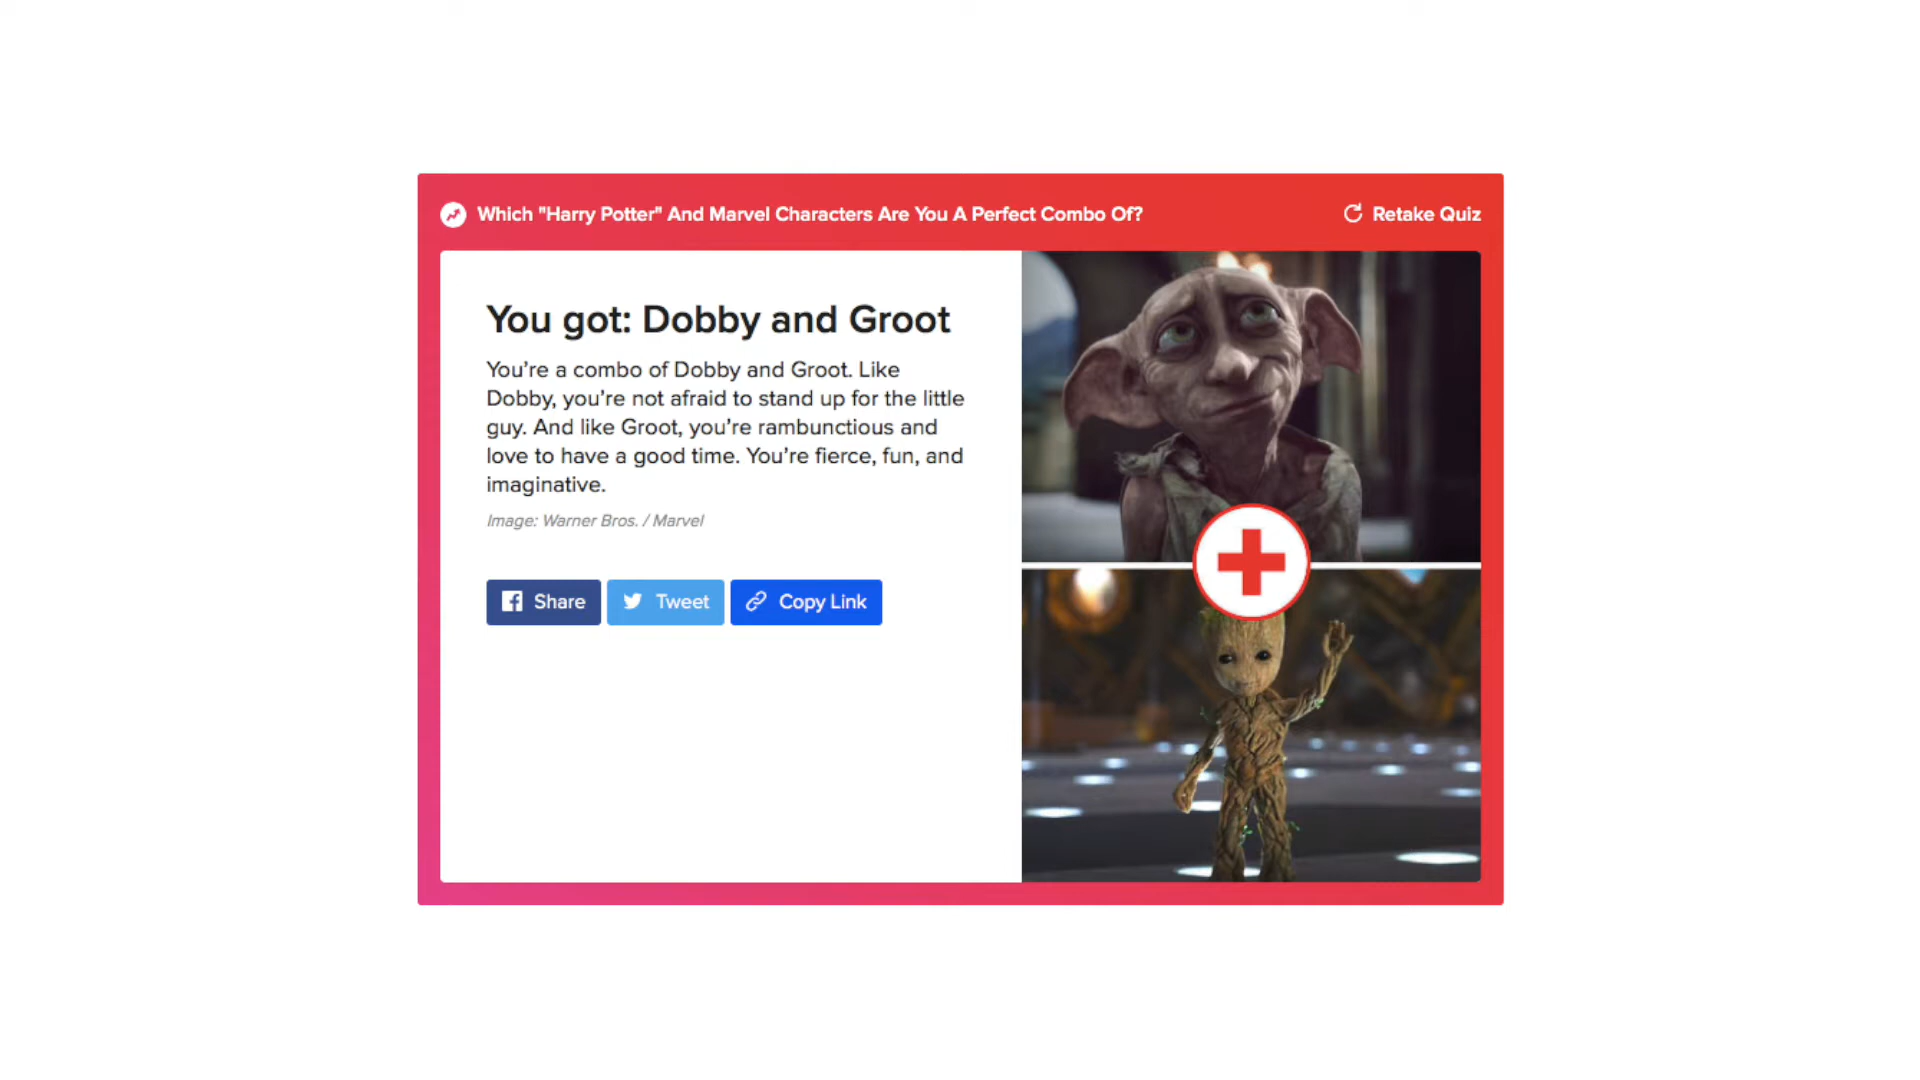 Which "Harry Potter" And Marvel Characters Are You A Perfect Combo Of?
Retake Quiz
You got: Dobby and Groot
You’re a combo of Dobby and Groot. Like
Dobby, you’re not afraid to stand up for the little
guy. And like Groot, you’re rambunctious and
love to have a good time. You’re fierce, fun, and
imaginative.
Image: Warner Bros. / Marvel
Share
Tweet
Copy Link